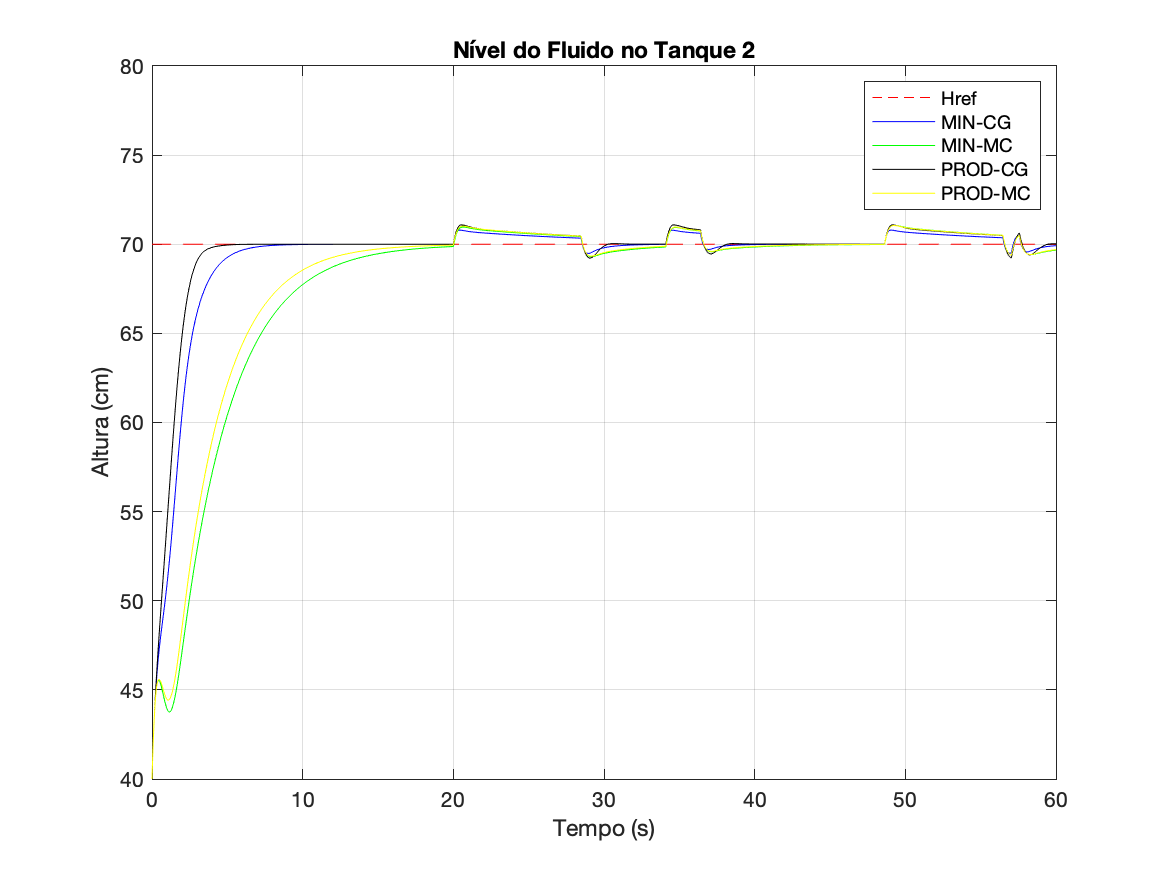 Nível do Fluido no Tanque 2
80
75
70
65
60
55
50
45
40
Altura (cm)
0
10
20
30
40
50
60
Tempo (s)
Href
MIN-CG
MIN-MC
PROD-CG
PROD-MC